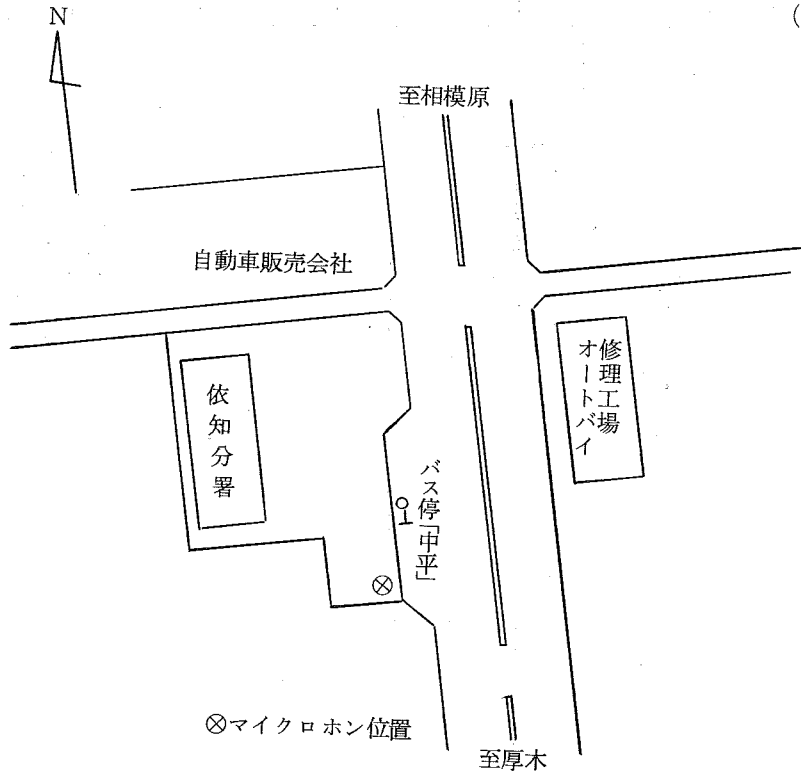 N
(
至相模原
自動車販売会社
依知分署
オートバイ
修理工場
バス停「中平」
⊗マイクロホン位置
至厚木